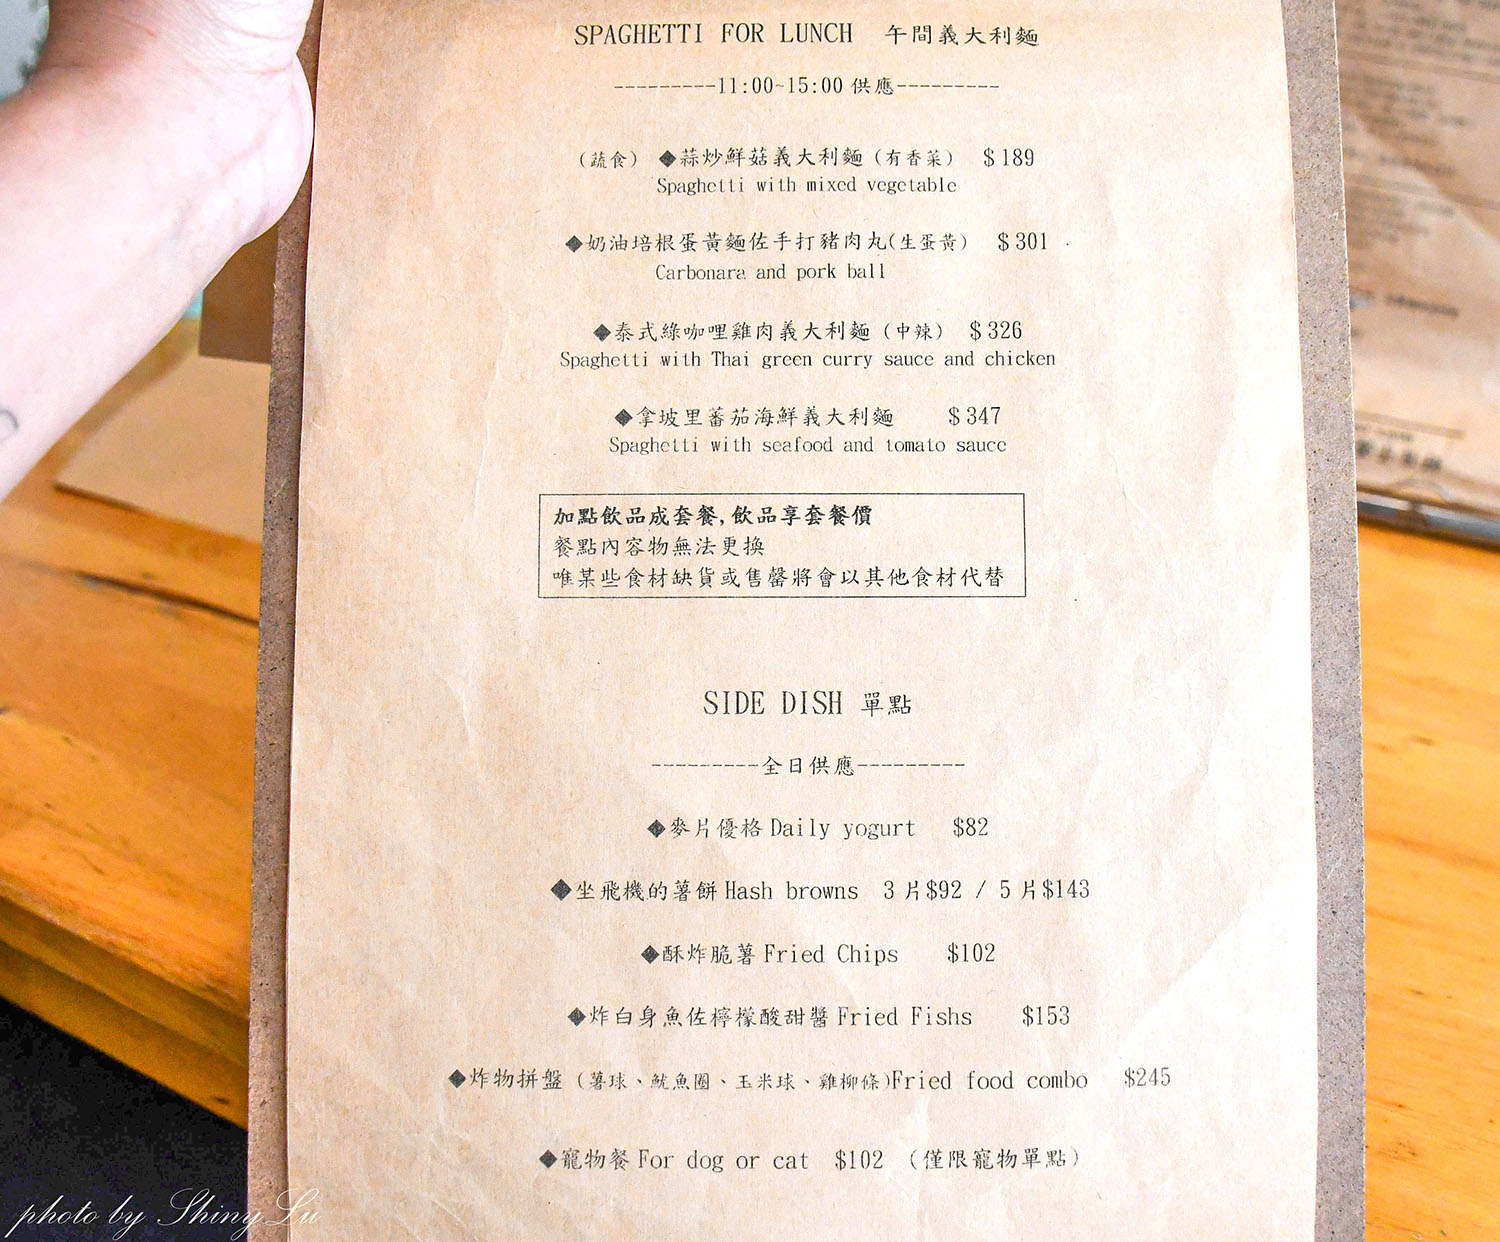 SPAGHETTI FOR LUNCH 午間義大利麵
---------11:00~15:00 供應---------
(蔬食) ◆蒜炒鮮菇義大利麵 (有香菜) $189
Spaghetti with mixed vegetable
◆奶油培根蛋黃麵佐手打豬肉丸(生蛋黃) $301
Carbonara and pork ball
◆泰式綠咖哩雞肉義大利麵 (中辣) $326
Spaghetti with Thai green curry sauce and chicken
◆拿坡里蕃茄海鮮義大利麵 $347
Spaghetti with seafood and tomato sauce
加點飲品成套餐,飲品享套餐價
餐點內容物無法更換
唯某些食材缺貨或售罄將會以其他食材代替
SIDE DISH 單點
---------全日供應---------
◆麥片優格 Daily yogurt $82
◆坐飛機的薯餅 Hash browns 3 片$92 / 5 片$143
◆酥炸脆薯 Fried Chips $102
◆炸白身魚佐檸檬酸甜醬 Fried Fishs $153
◆炸物拼盤 (薯球、魷魚圈、玉米球、雞柳條)Fried food combo $245
◆寵物餐 For dog or cat $102 (僅限寵物單點)
photo by Shiny Lu